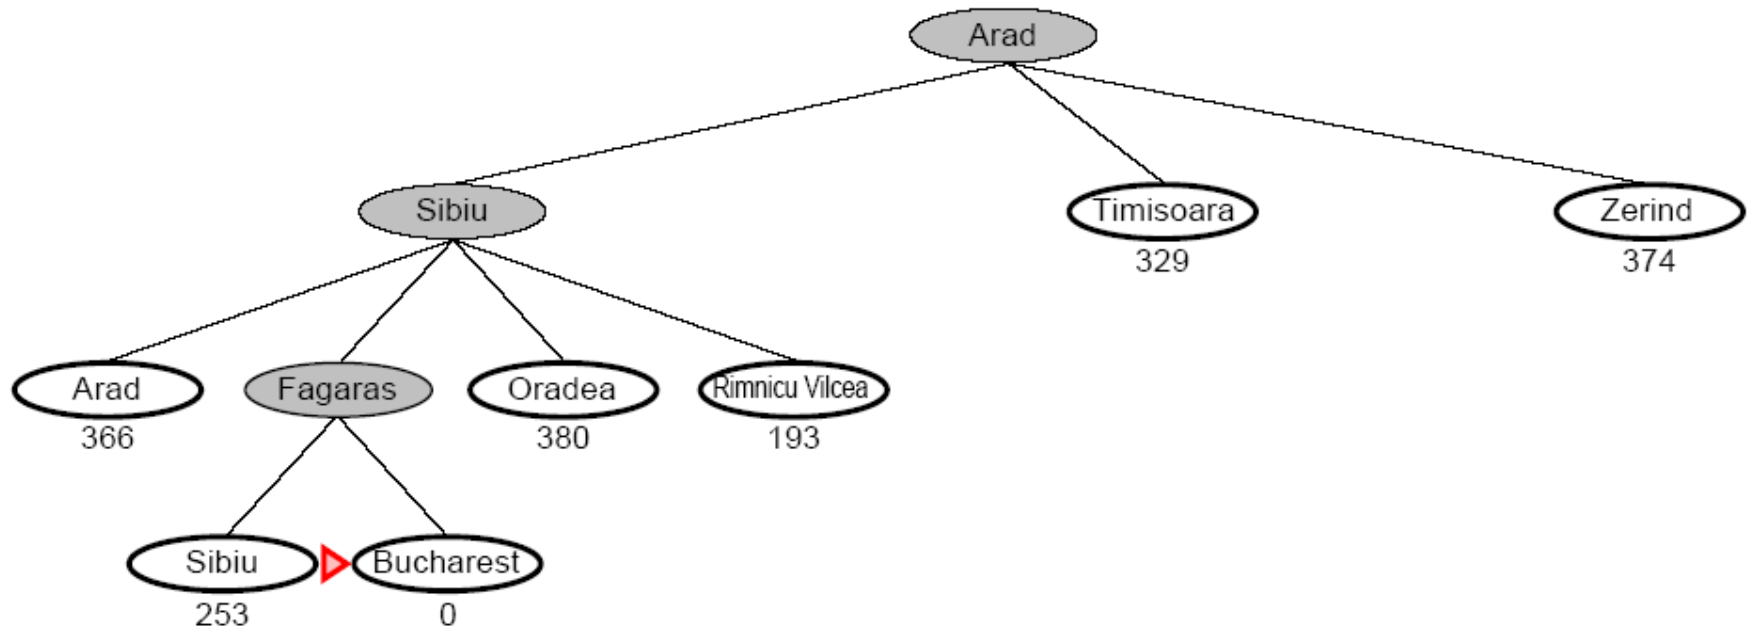 Arad
Sibiu
Timisoara
Zerind
329
374
Arad
Fagaras
Oradea
Rimnicu Vilcea
366
380
193
Sibiu
Bucharest
253
0